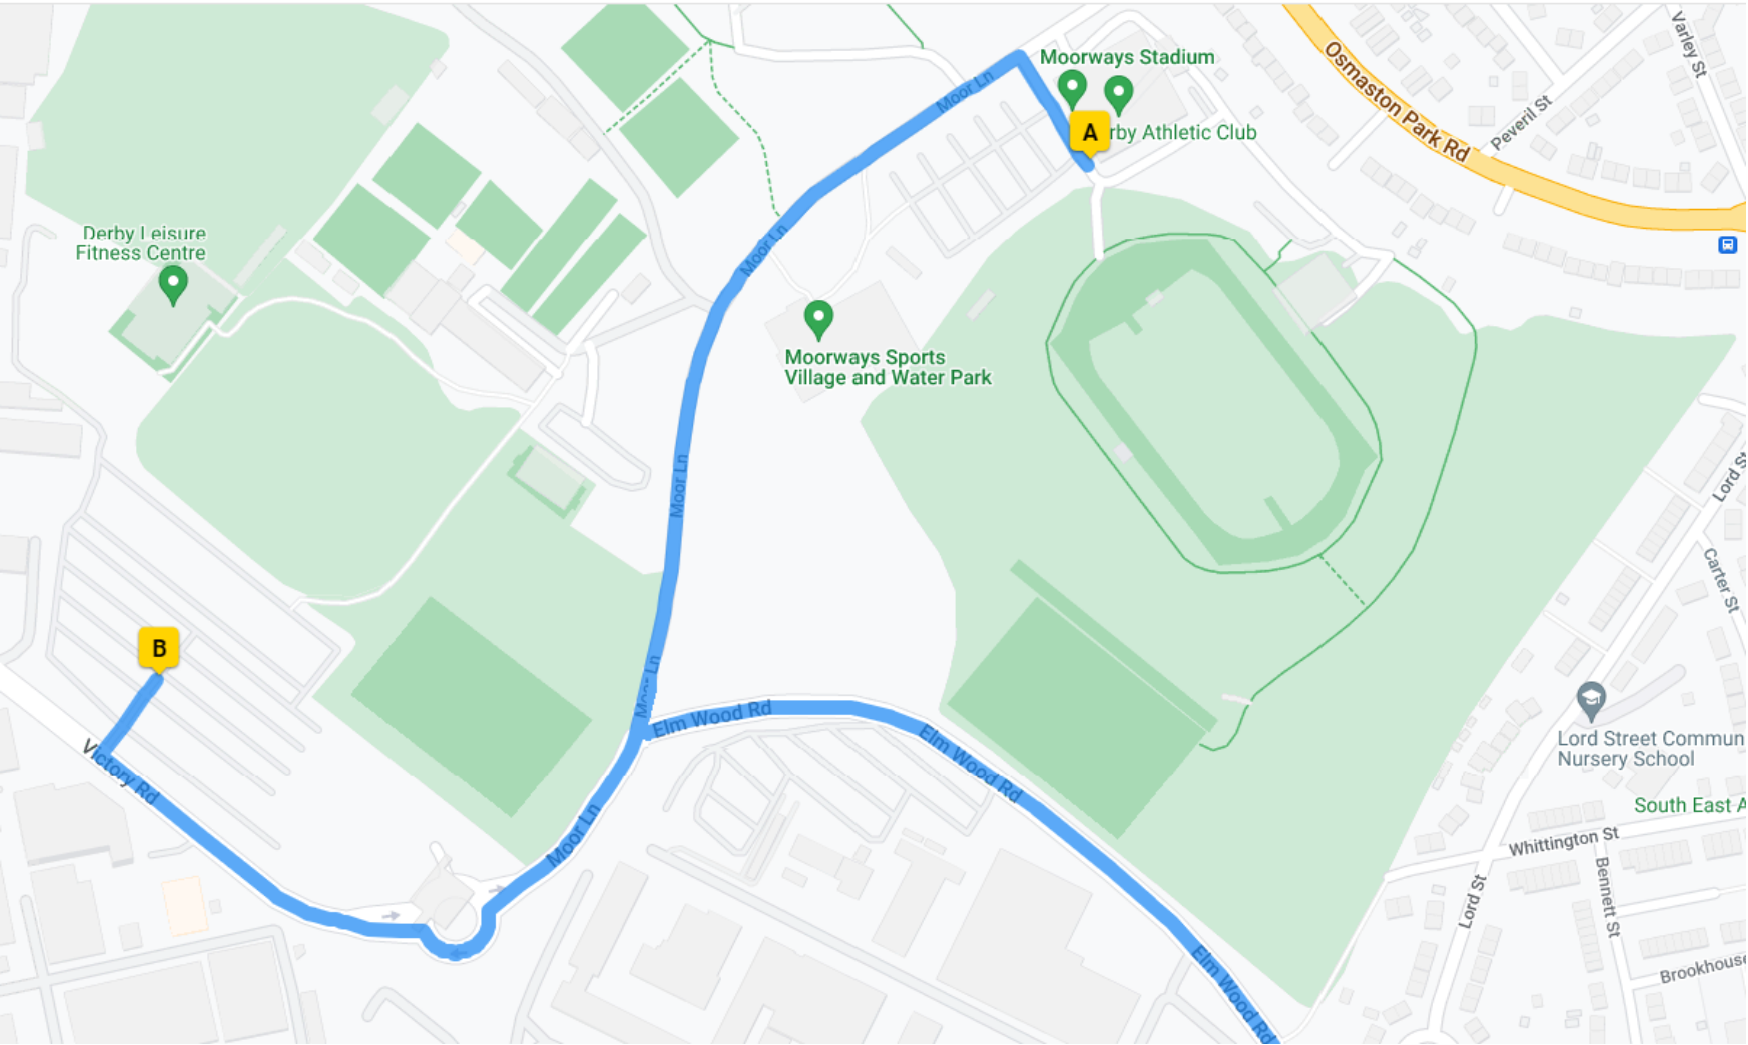 Moorways Stadium
A
rby Athletic Club
Osmaston Park Rd
Peveril St
Varley St
Moor Ln
Derby Leisure
Fitness Centre
Moor Ln
Moorways Sports
Village and Water Park
Moor Ln
Lord St
Carter St
B
Moor Ln
Elm Wood Rd
Elm Wood Rd
Victory Rd
Moor Ln
Lord Street Commun
Nursery School
South East A
Whittington St
Bennett St
Lord St
Brookhouse
Elm Wood Rd